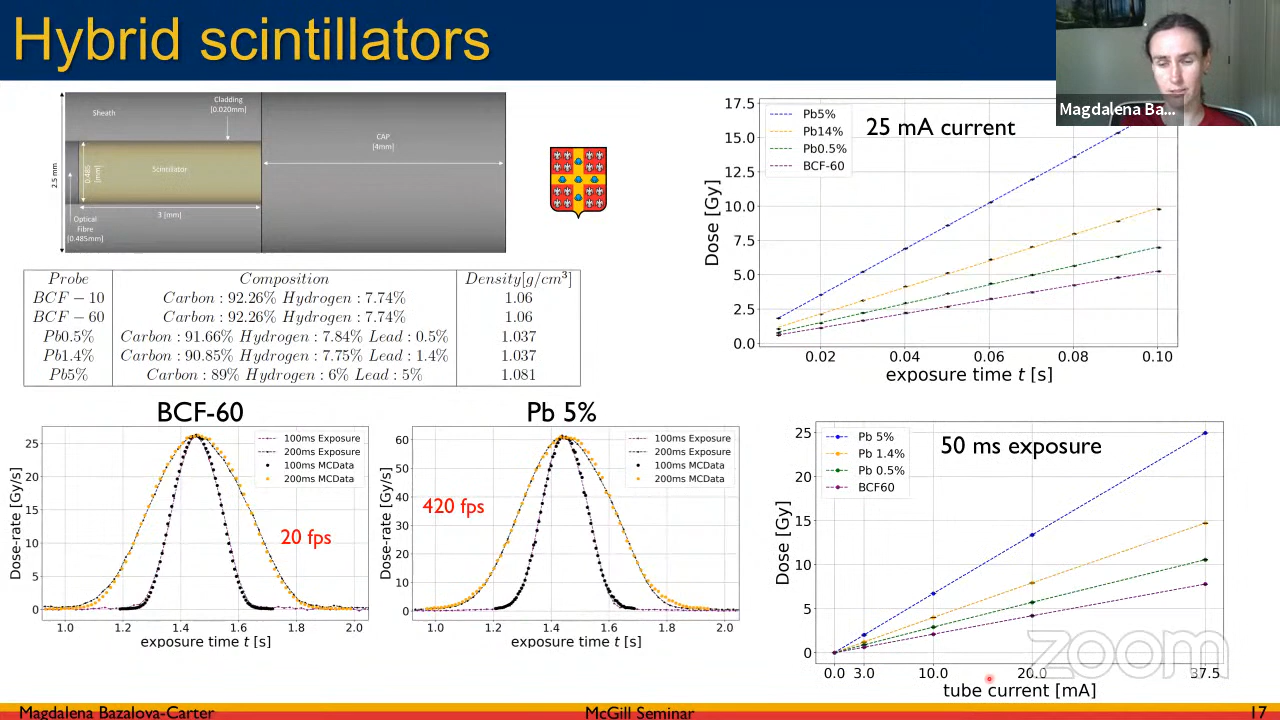 Hybrid scintillators
Magdalena Ba...
Sheath
Cladding
[0.020mm]
CAP
[4mm]
2.5 mm
0.485
[mm]
Scintillator
3 [mm]
Optical
Fibre
[0.485mm]
Probe Composition Density[g/cm³]
BCF − 10 Carbon : 92.26% Hydrogen : 7.74% 1.06
BCF − 60 Carbon : 92.26% Hydrogen : 7.74% 1.06
Pb0.5% Carbon : 91.66% Hydrogen : 7.84% Lead : 0.5% 1.037
Pb1.4% Carbon : 90.85% Hydrogen : 7.75% Lead : 1.4% 1.037
Pb5% Carbon : 89% Hydrogen : 6% Lead : 5% 1.081
25 mA current
Pb5%
Pb14%
Pb0.5%
BCF-60
Dose [Gy]
17.5
15.0
12.5
10.0
7.5
5.0
2.5
0.0
0.02 0.04 0.06 0.08 0.10
exposure time t [s]
BCF-60
100ms Exposure
200ms Exposure
100ms MCData
200ms MCData
20 fps
Dose-rate [Gy/s]
25
20
15
10
5
0
1.0 1.2 1.4 1.6 1.8 2.0
exposure time t [s]
Pb 5%
100ms Exposure
200ms Exposure
100ms MCData
200ms MCData
420 fps
Dose-rate [Gy/s]
60
50
40
30
20
10
0
1.0 1.2 1.4 1.6 1.8 2.0
exposure time t [s]
50 ms exposure
Pb 5%
Pb 1.4%
Pb 0.5%
BCF60
Dose [Gy]
25
20
15
10
5
0
0.0 3.0 10.0 20.0 37.5
tube current [mA]
zoom
Magdalena Bazalova-Carter
McGill Seminar
17